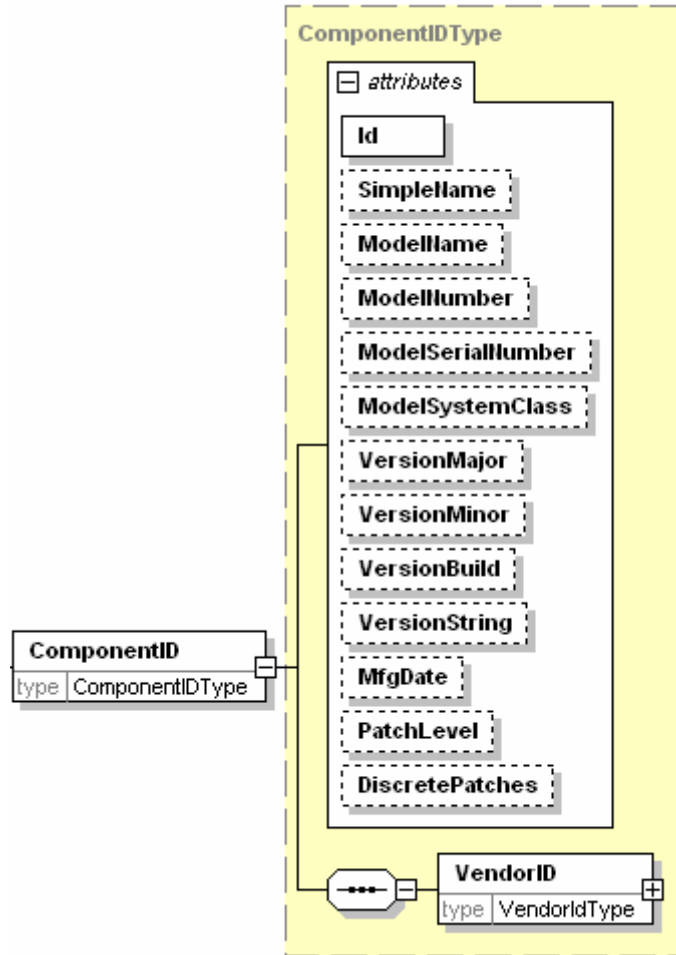 ComponentIDType
attributes
Id
SimpleName
ModelName
ModelNumber
ModelSerialNumber
ModelSystemClass
VersionMajor
VersionMinor
VersionBuild
VersionString
MfgDate
PatchLevel
DiscretePatches
ComponentID
type ComponentIDType
VendorID
type VendorIdType